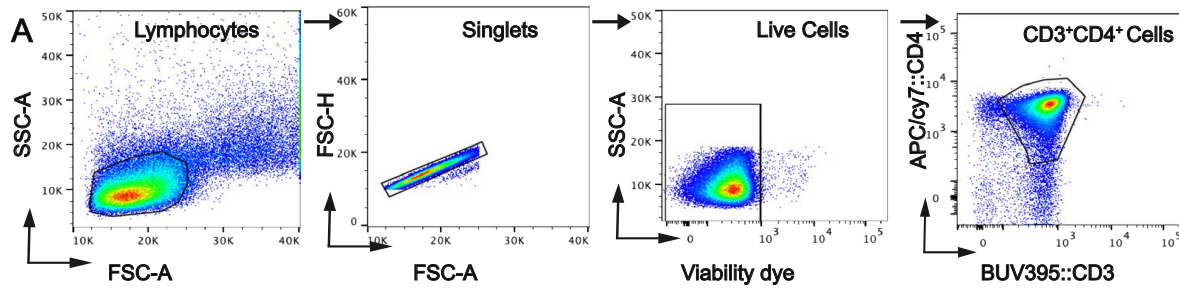 A
Lymphocytes
50K
40K
30K
20K
10K
0
10K 20K 30K 40K
SSC-A
FSC-A
Singlets
60K
40K
20K
0
10K 20K 30K 40K
FSC-H
FSC-A
Live Cells
50K
40K
30K
20K
10K
0
0 10³ 10⁴ 10⁵
SSC-A
Viability dye
CD3⁺CD4⁺ Cells
10⁵
10⁴
10³
0
0 10³ 10⁴ 10⁵
APC/cy7::CD4
BUV395::CD3